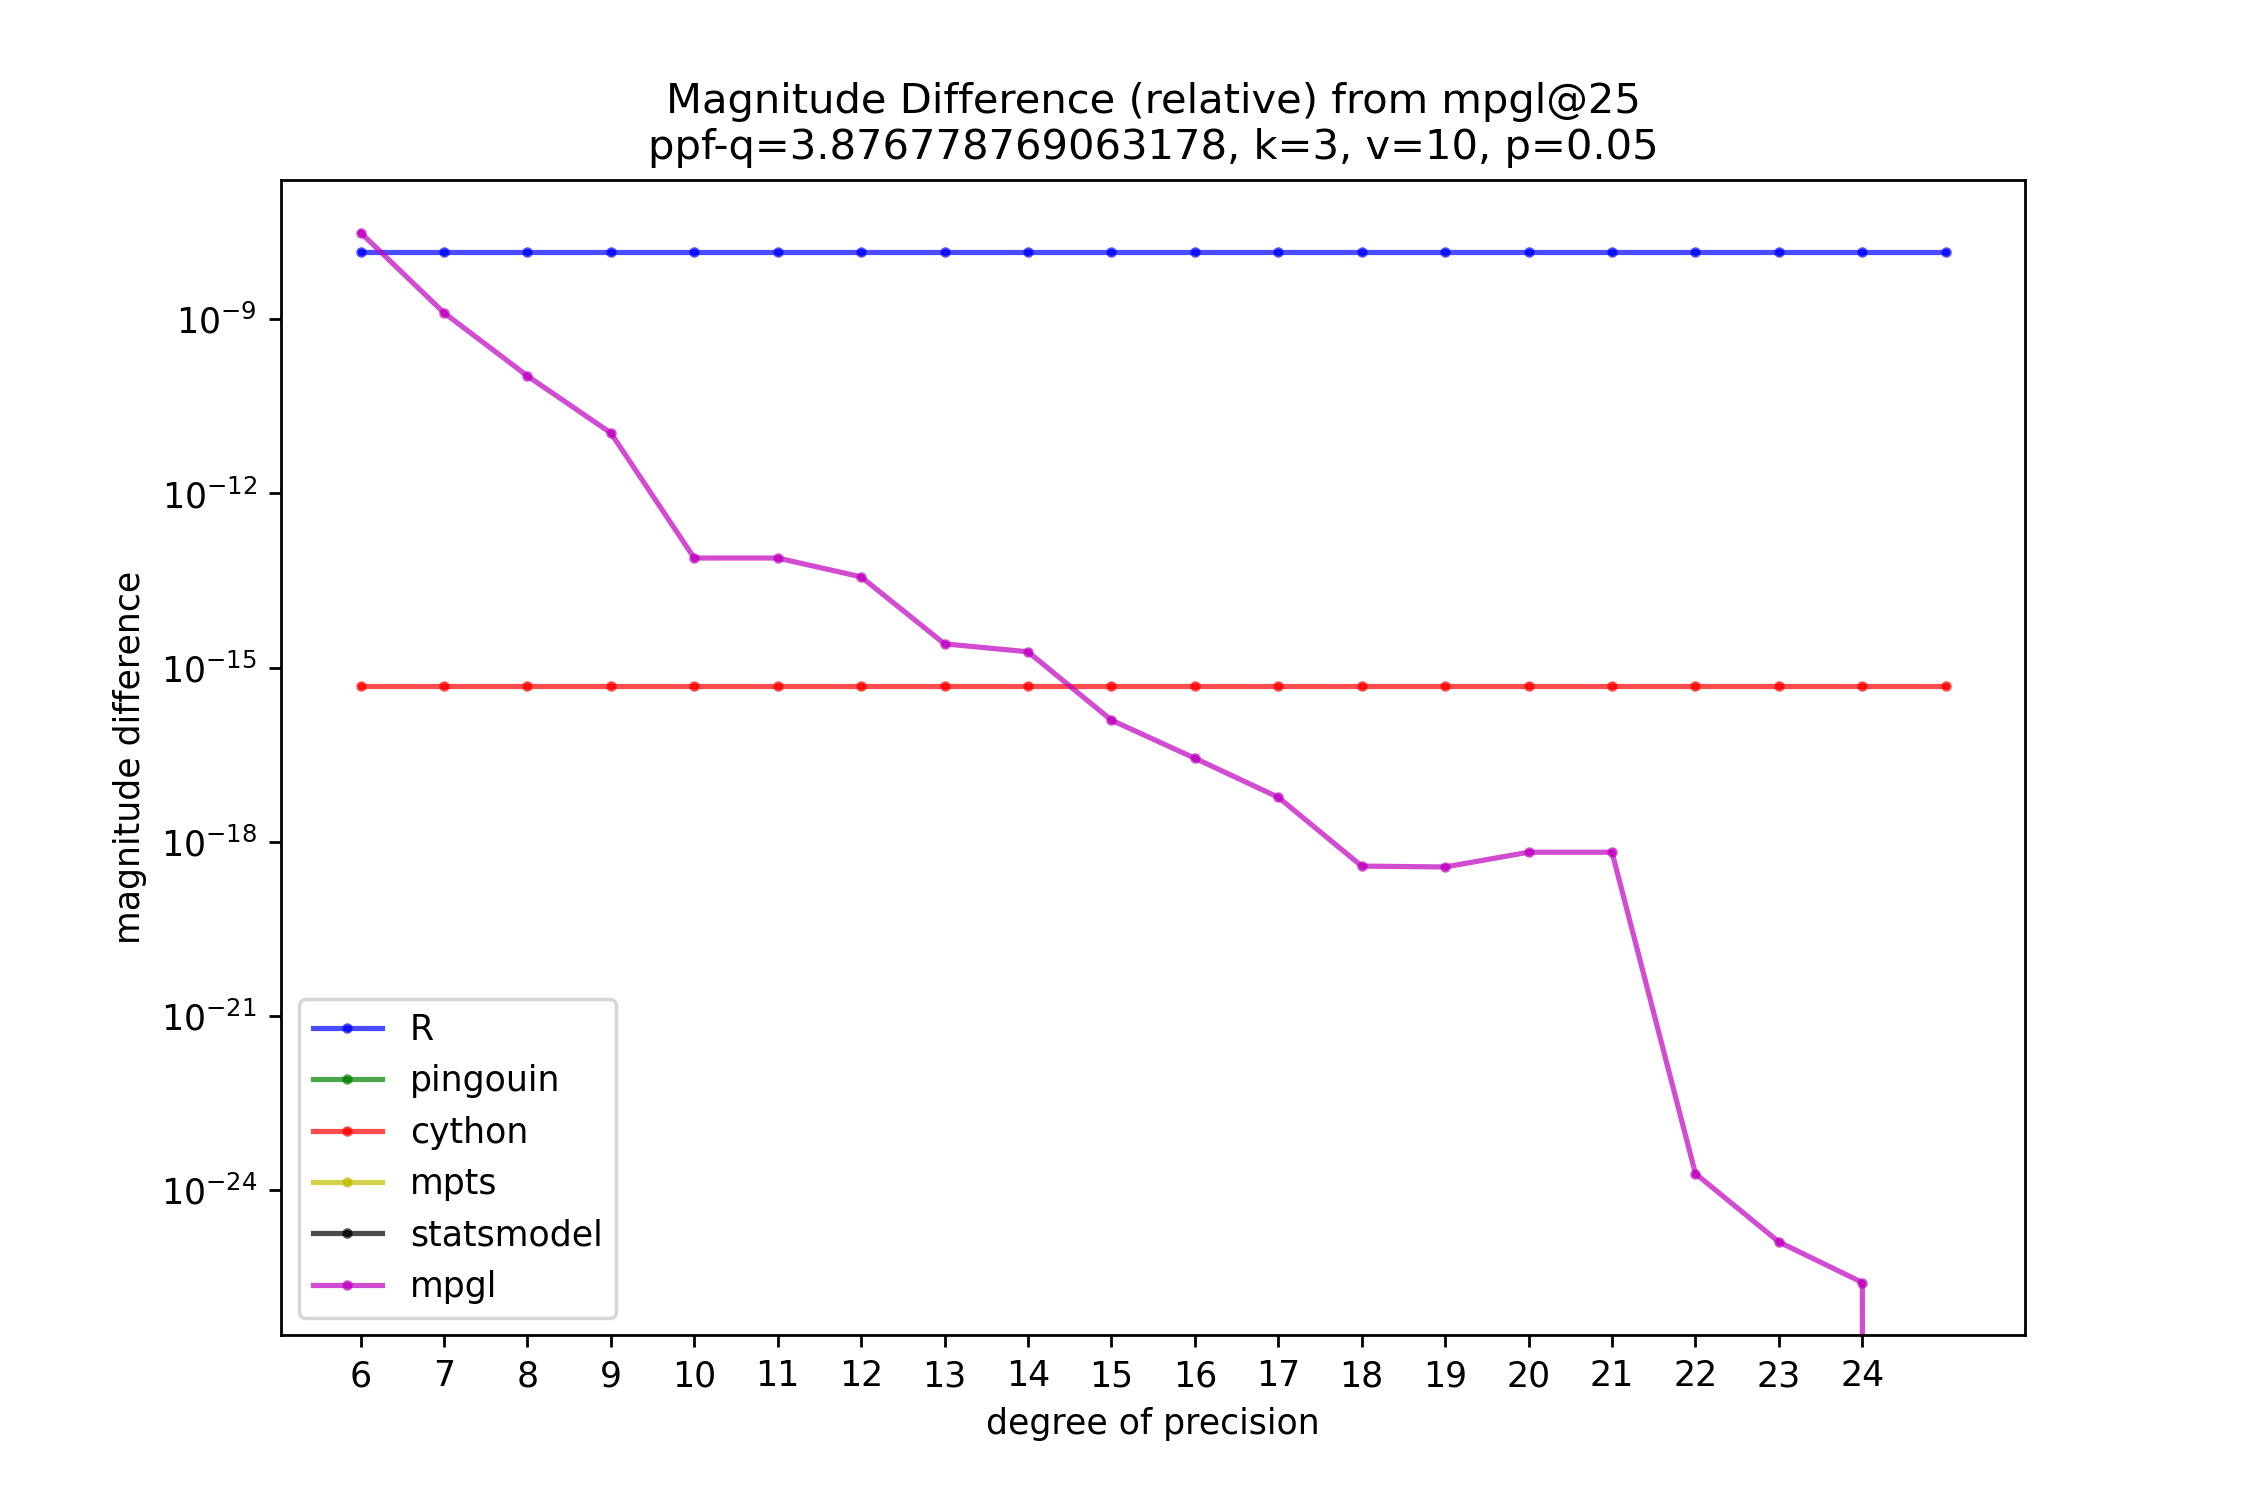 Magnitude Difference (relative) from mpgl@25
ppf-q=3.876778769063178, k=3, v=10, p=0.05
magnitude difference
10⁻⁹
10⁻¹²
10⁻¹⁵
10⁻¹⁸
10⁻²¹
10⁻²⁴
R
pingouin
cython
mpts
statsmodel
mpgl
6 7 8 9 10 11 12 13 14 15 16 17 18 19 20 21 22 23 24
degree of precision